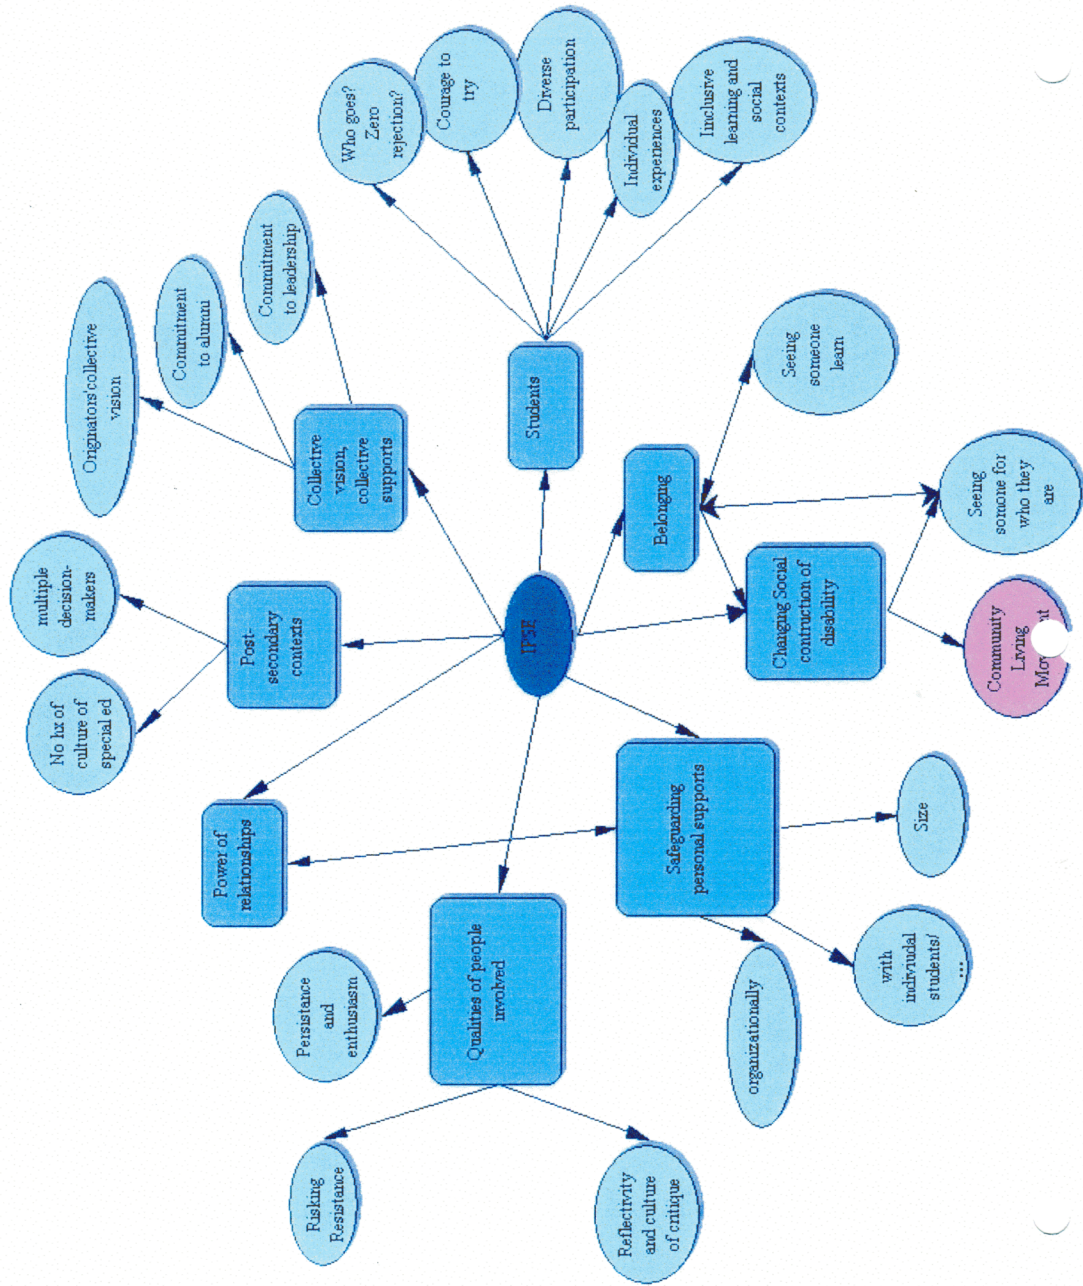 Risking
Resistance
Persistance
and
enthusiasm
Reflectivity
and culture
of critique
Qualities of people
involved
Power of
relationships
No hx of
culture of
special ed
multiple
decision-
makers
Post-
secondary
contexts
Originators'collective
vision
Commitment
to alumni
Commitment
to leadership
Collective
vision,
collective
supports
IPSE
Students
Who goes?
Zero
rejection?
Courage to
try
Diverse
participation
Individual
experiences
Iinclusive
learning and
social
contexts
Belonging
Seeing
someone
learn
Changing Social
contruction of
disability
Seeing
somone for
who they
are
Community
Living
Safeguarding
personal supports
Size
with
indiviudal
students/
...
organizationally